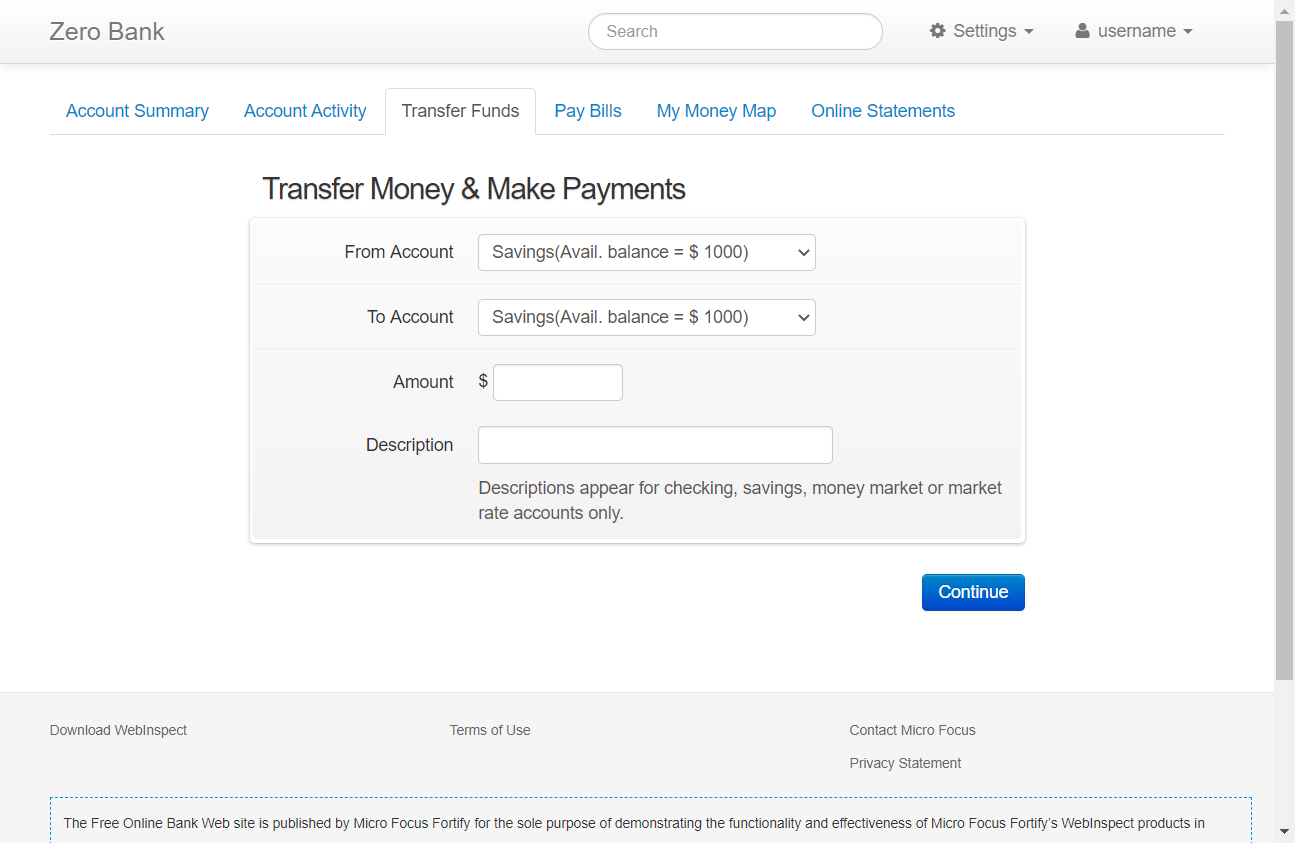 Zero Bank
Search
Settings
username
Account Summary
Account Activity
Transfer Funds
Pay Bills
My Money Map
Online Statements
Transfer Money & Make Payments
From Account
Savings(Avail. balance = $ 1000)
To Account
Savings(Avail. balance = $ 1000)
Amount
$
Description
Descriptions appear for checking, savings, money market or market
rate accounts only.
Continue
Download WebInspect
Terms of Use
Contact Micro Focus
Privacy Statement
The Free Online Bank Web site is published by Micro Focus Fortify for the sole purpose of demonstrating the functionality and effectiveness of Micro Focus Fortify's WebInspect products in